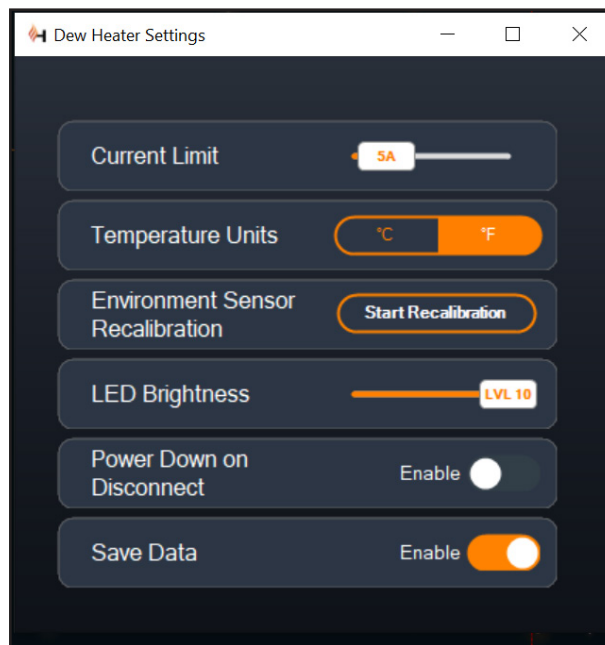 Dew Heater Settings
Current Limit
5A
Temperature Units
°C
°F
Environment Sensor
Recalibration
Start Recalibration
LED Brightness
LVL 10
Power Down on
Disconnect
Enable
Save Data
Enable